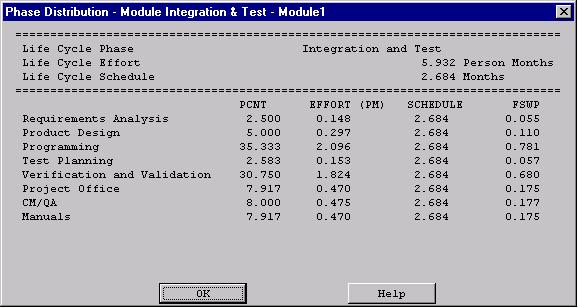 Phase Distribution - Module Integration & Test - Module1
Life Cycle Phase Integration and Test
Life Cycle Effort 5.932 Person Months
Life Cycle Schedule 2.684 Months
PCNT EFFORT (PM) SCHEDULE FSWP
Requirements Analysis 2.500 0.148 2.684 0.055
Product Design 5.000 0.297 2.684 0.110
Programming 35.333 2.096 2.684 0.781
Test Planning 2.583 0.153 2.684 0.057
Verification and Validation 30.750 1.824 2.684 0.680
Project Office 7.917 0.470 2.684 0.175
CM/QA 8.000 0.475 2.684 0.177
Manuals 7.917 0.470 2.684 0.175
OK Help